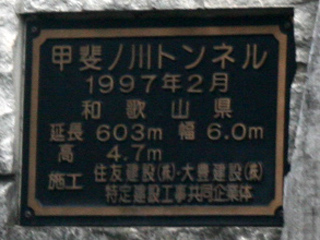 甲斐ノ川トンネル
1997年2月
和歌山県
延長 603m 幅 6.0m
高 4.7m
施工 住友建設(株)・大豊建設(株)
特定建設工事共同企業体